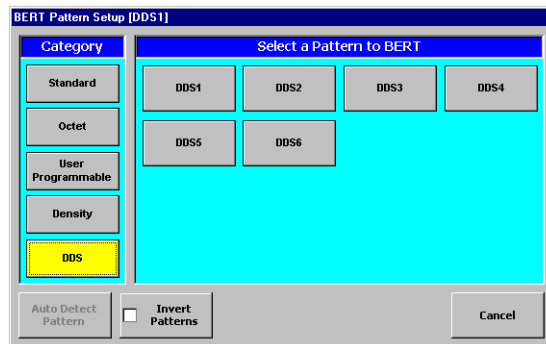 BERT Pattern Setup [DDS1]
Category
Select a Pattern to BERT
Standard
Octet
User
Programmable
Density
DDS
DDS1
DDS2
DDS3
DDS4
DDS5
DDS6
Auto Detect
Pattern
Invert
Patterns
Cancel